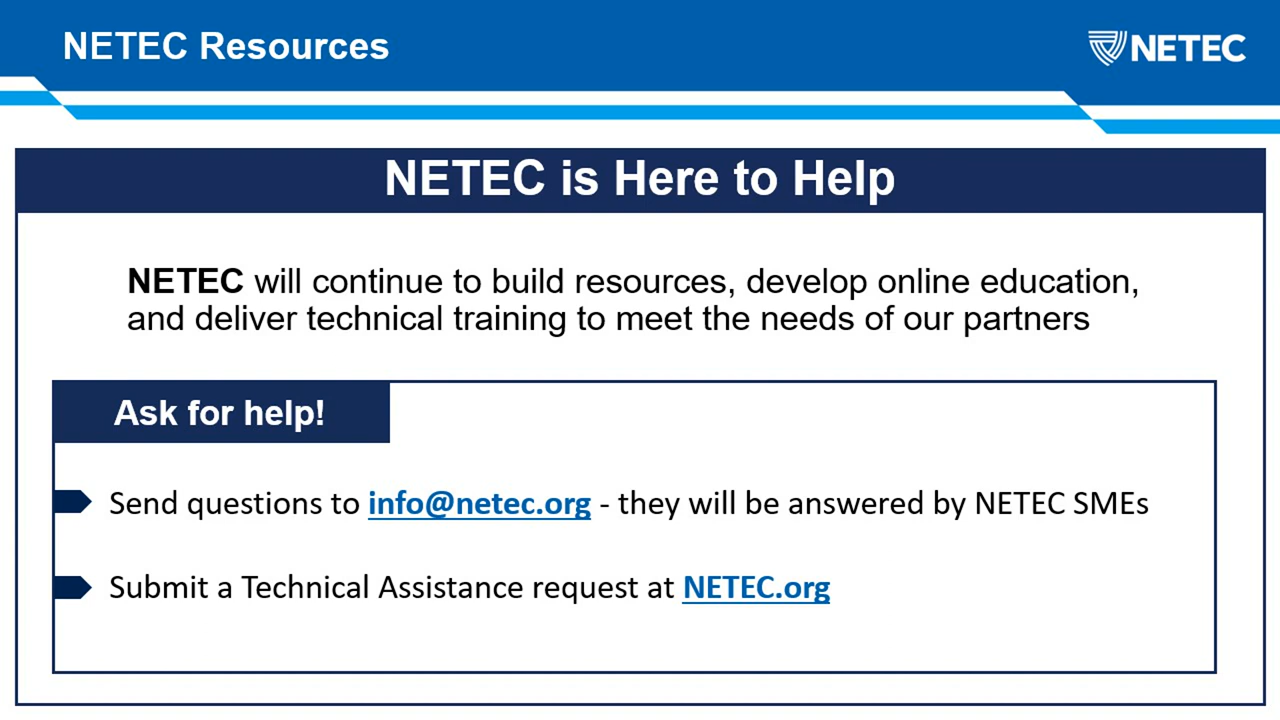 NETEC Resources
NETEC
NETEC is Here to Help
NETEC will continue to build resources, develop online education,
and deliver technical training to meet the needs of our partners
Ask for help!
Send questions to info@netec.org - they will be answered by NETEC SMEs
Submit a Technical Assistance request at NETEC.org